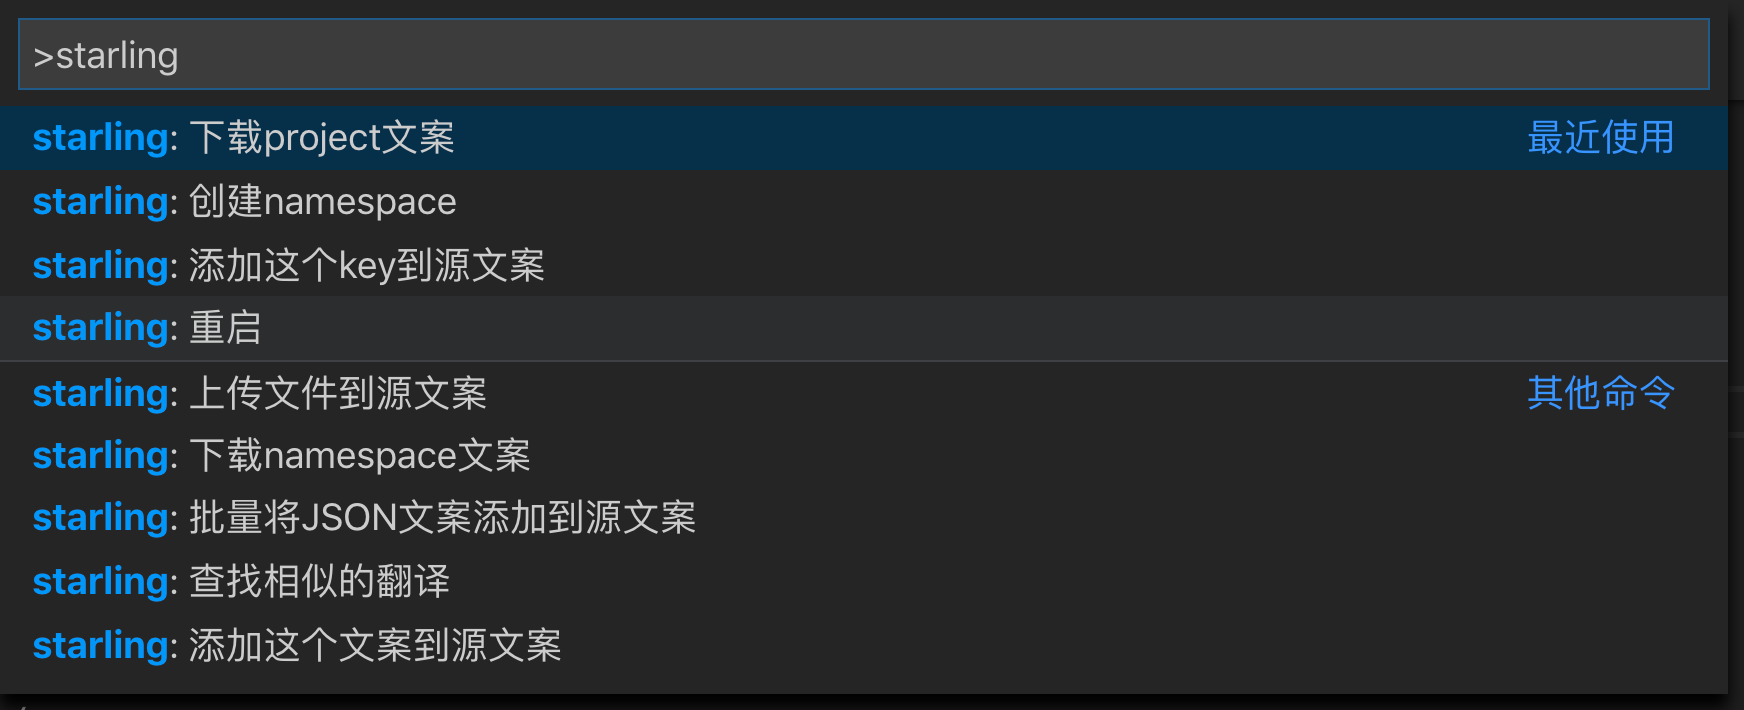 >starling
starling: 下载project文案 最近使用
starling: 创建namespace
starling: 添加这个key到源文案
starling: 重启
starling: 上传文件到源文案 其他命令
starling: 下载namespace文案
starling: 批量将JSON文案添加到源文案
starling: 查找相似的翻译
starling: 添加这个文案到源文案